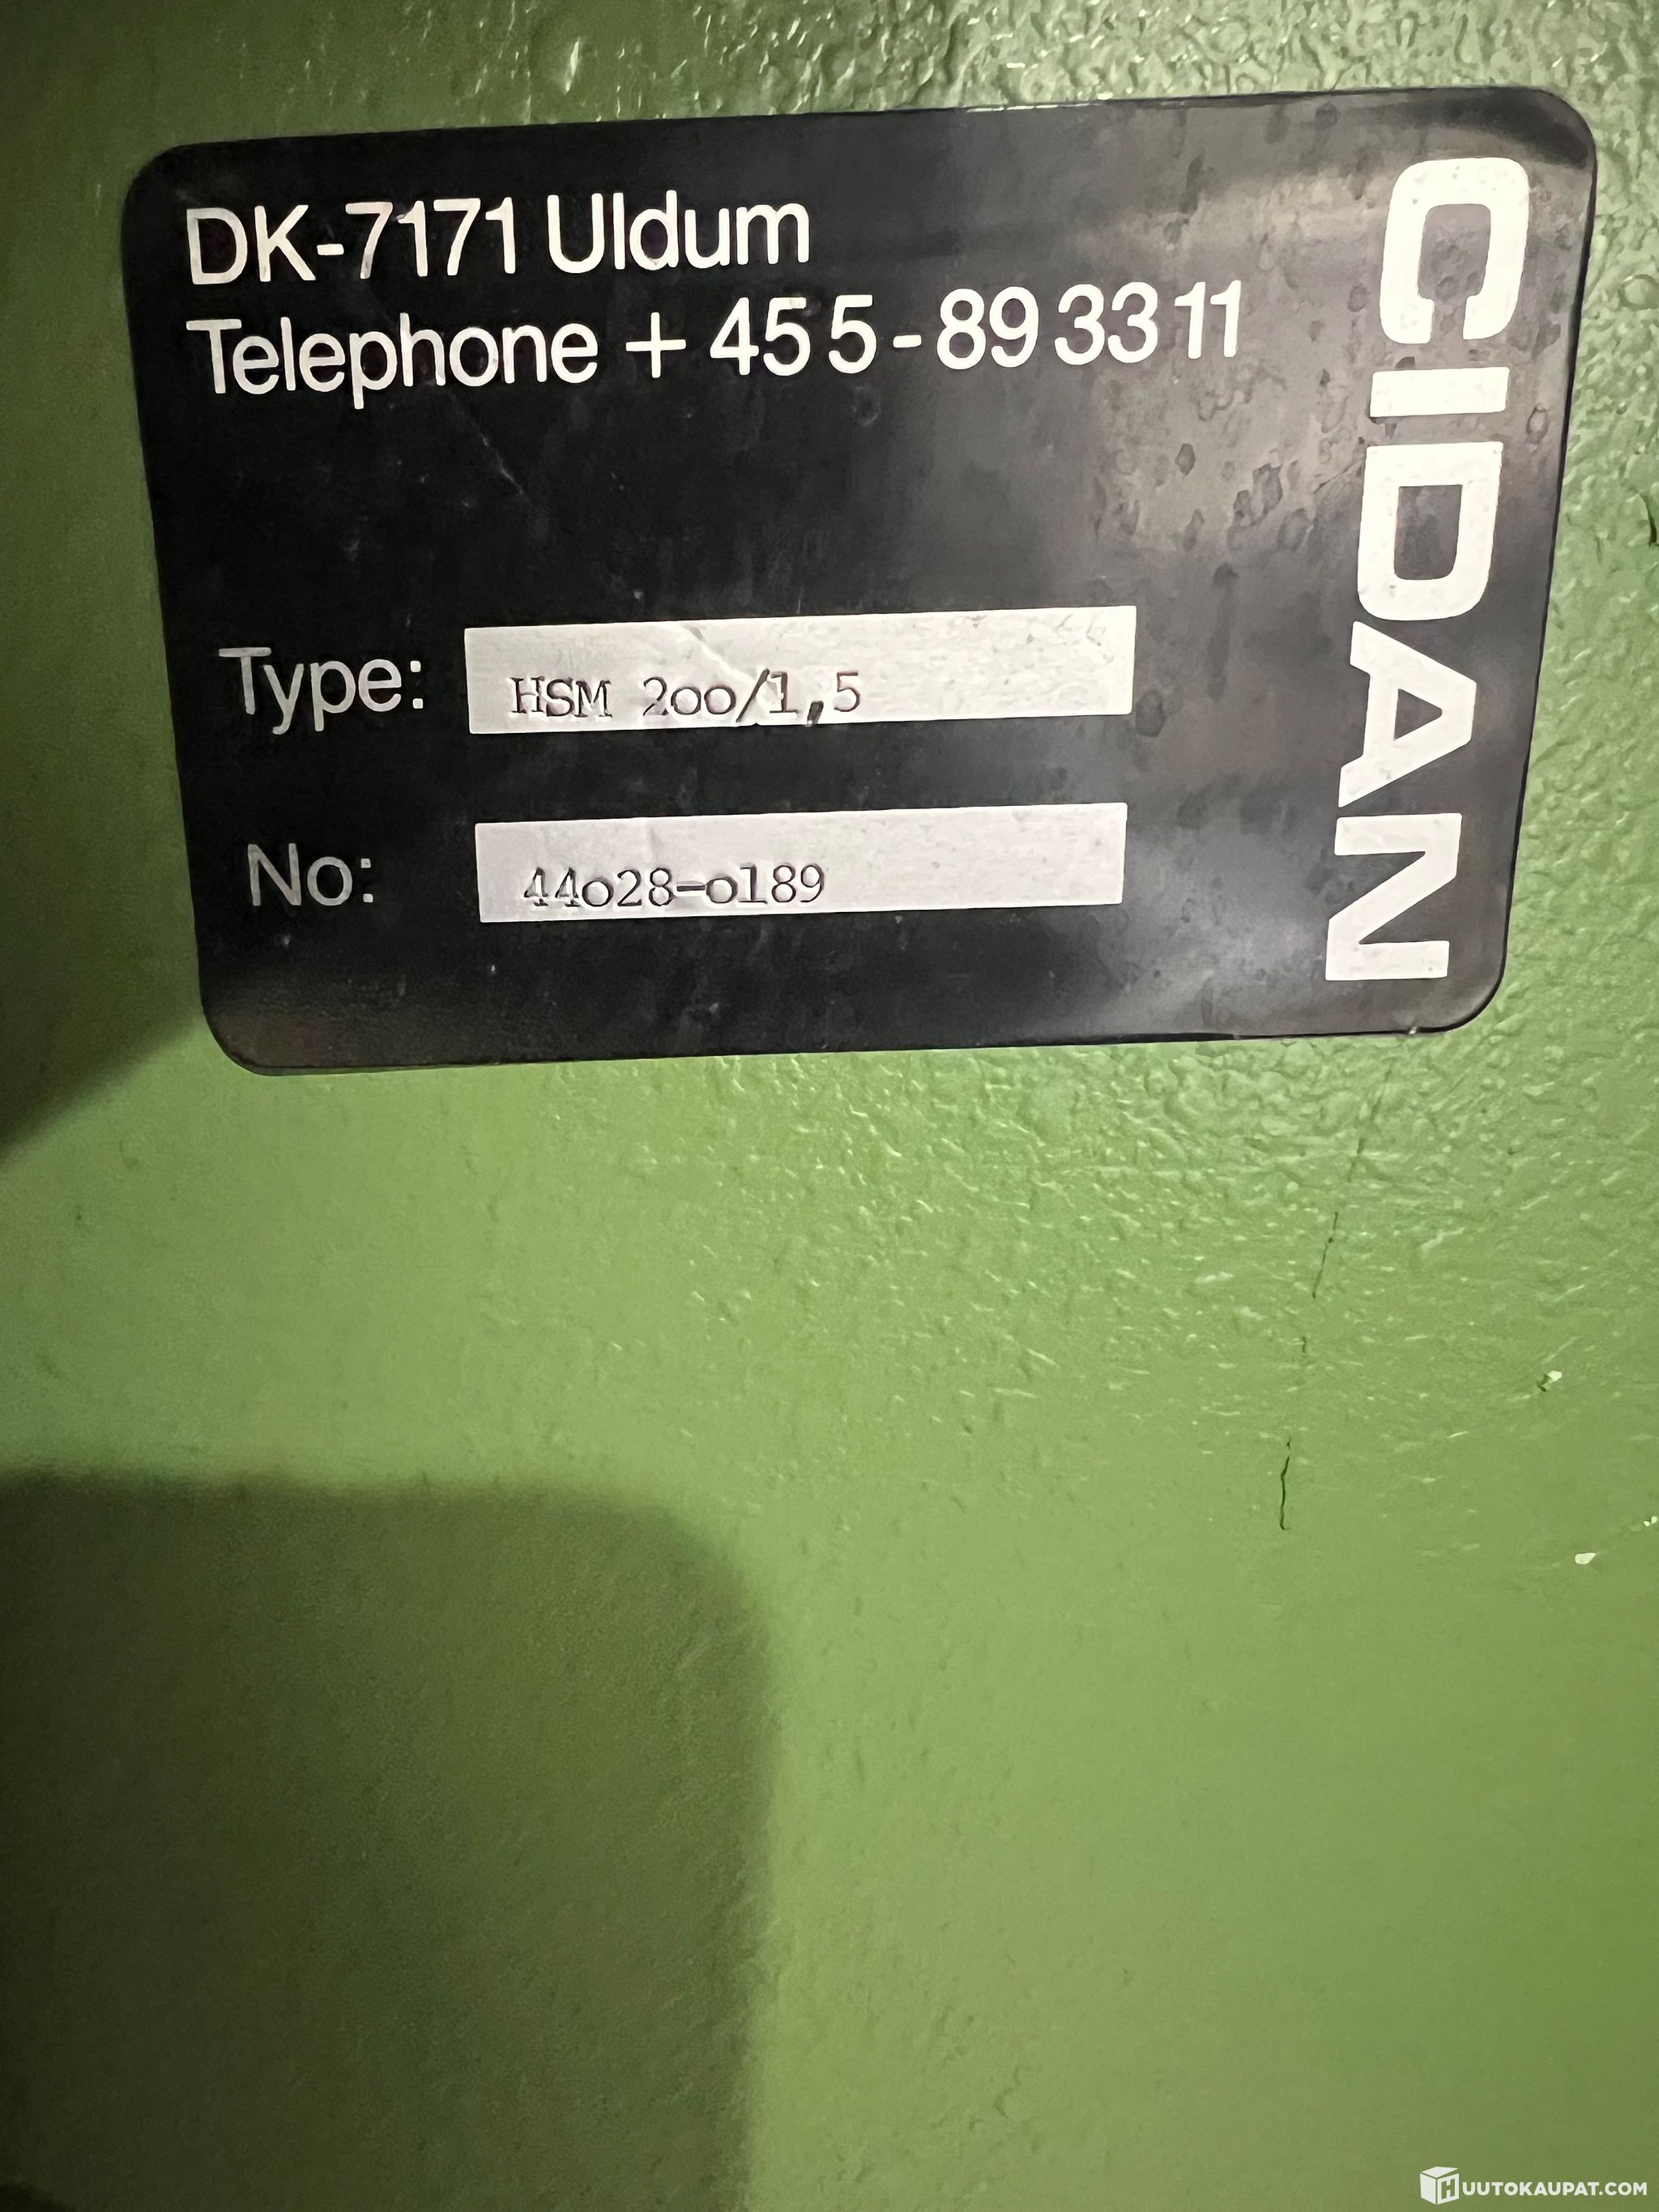 DK-7171 Uldum
Telephone + 45 5 - 89 33 11
CIDAN
Type: HSM 2oo/1,5
No: 44o28-o189
HUUTOKAUPAT.COM